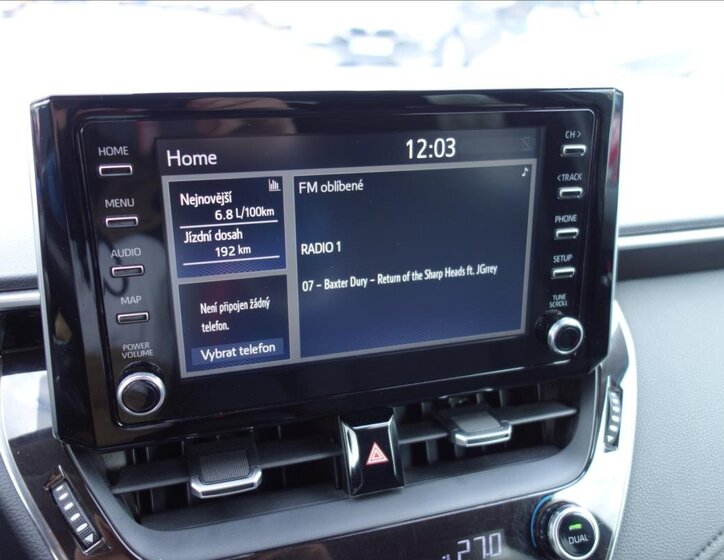 HOME
MENU
AUDIO
MAP
POWER
VOLUME
Home
12:03
Nejnovější
6.8 L/100km
Jízdní dosah
192 km
Není připojen žádný
telefon.
Vybrat telefon
FM oblíbené
RADIO 1
07 – Baxter Dury – Return of the Sharp Heads ft. JGrrey
CH >
< TRACK
PHONE
SETUP
TUNE
SCROLL
27.0
DUAL